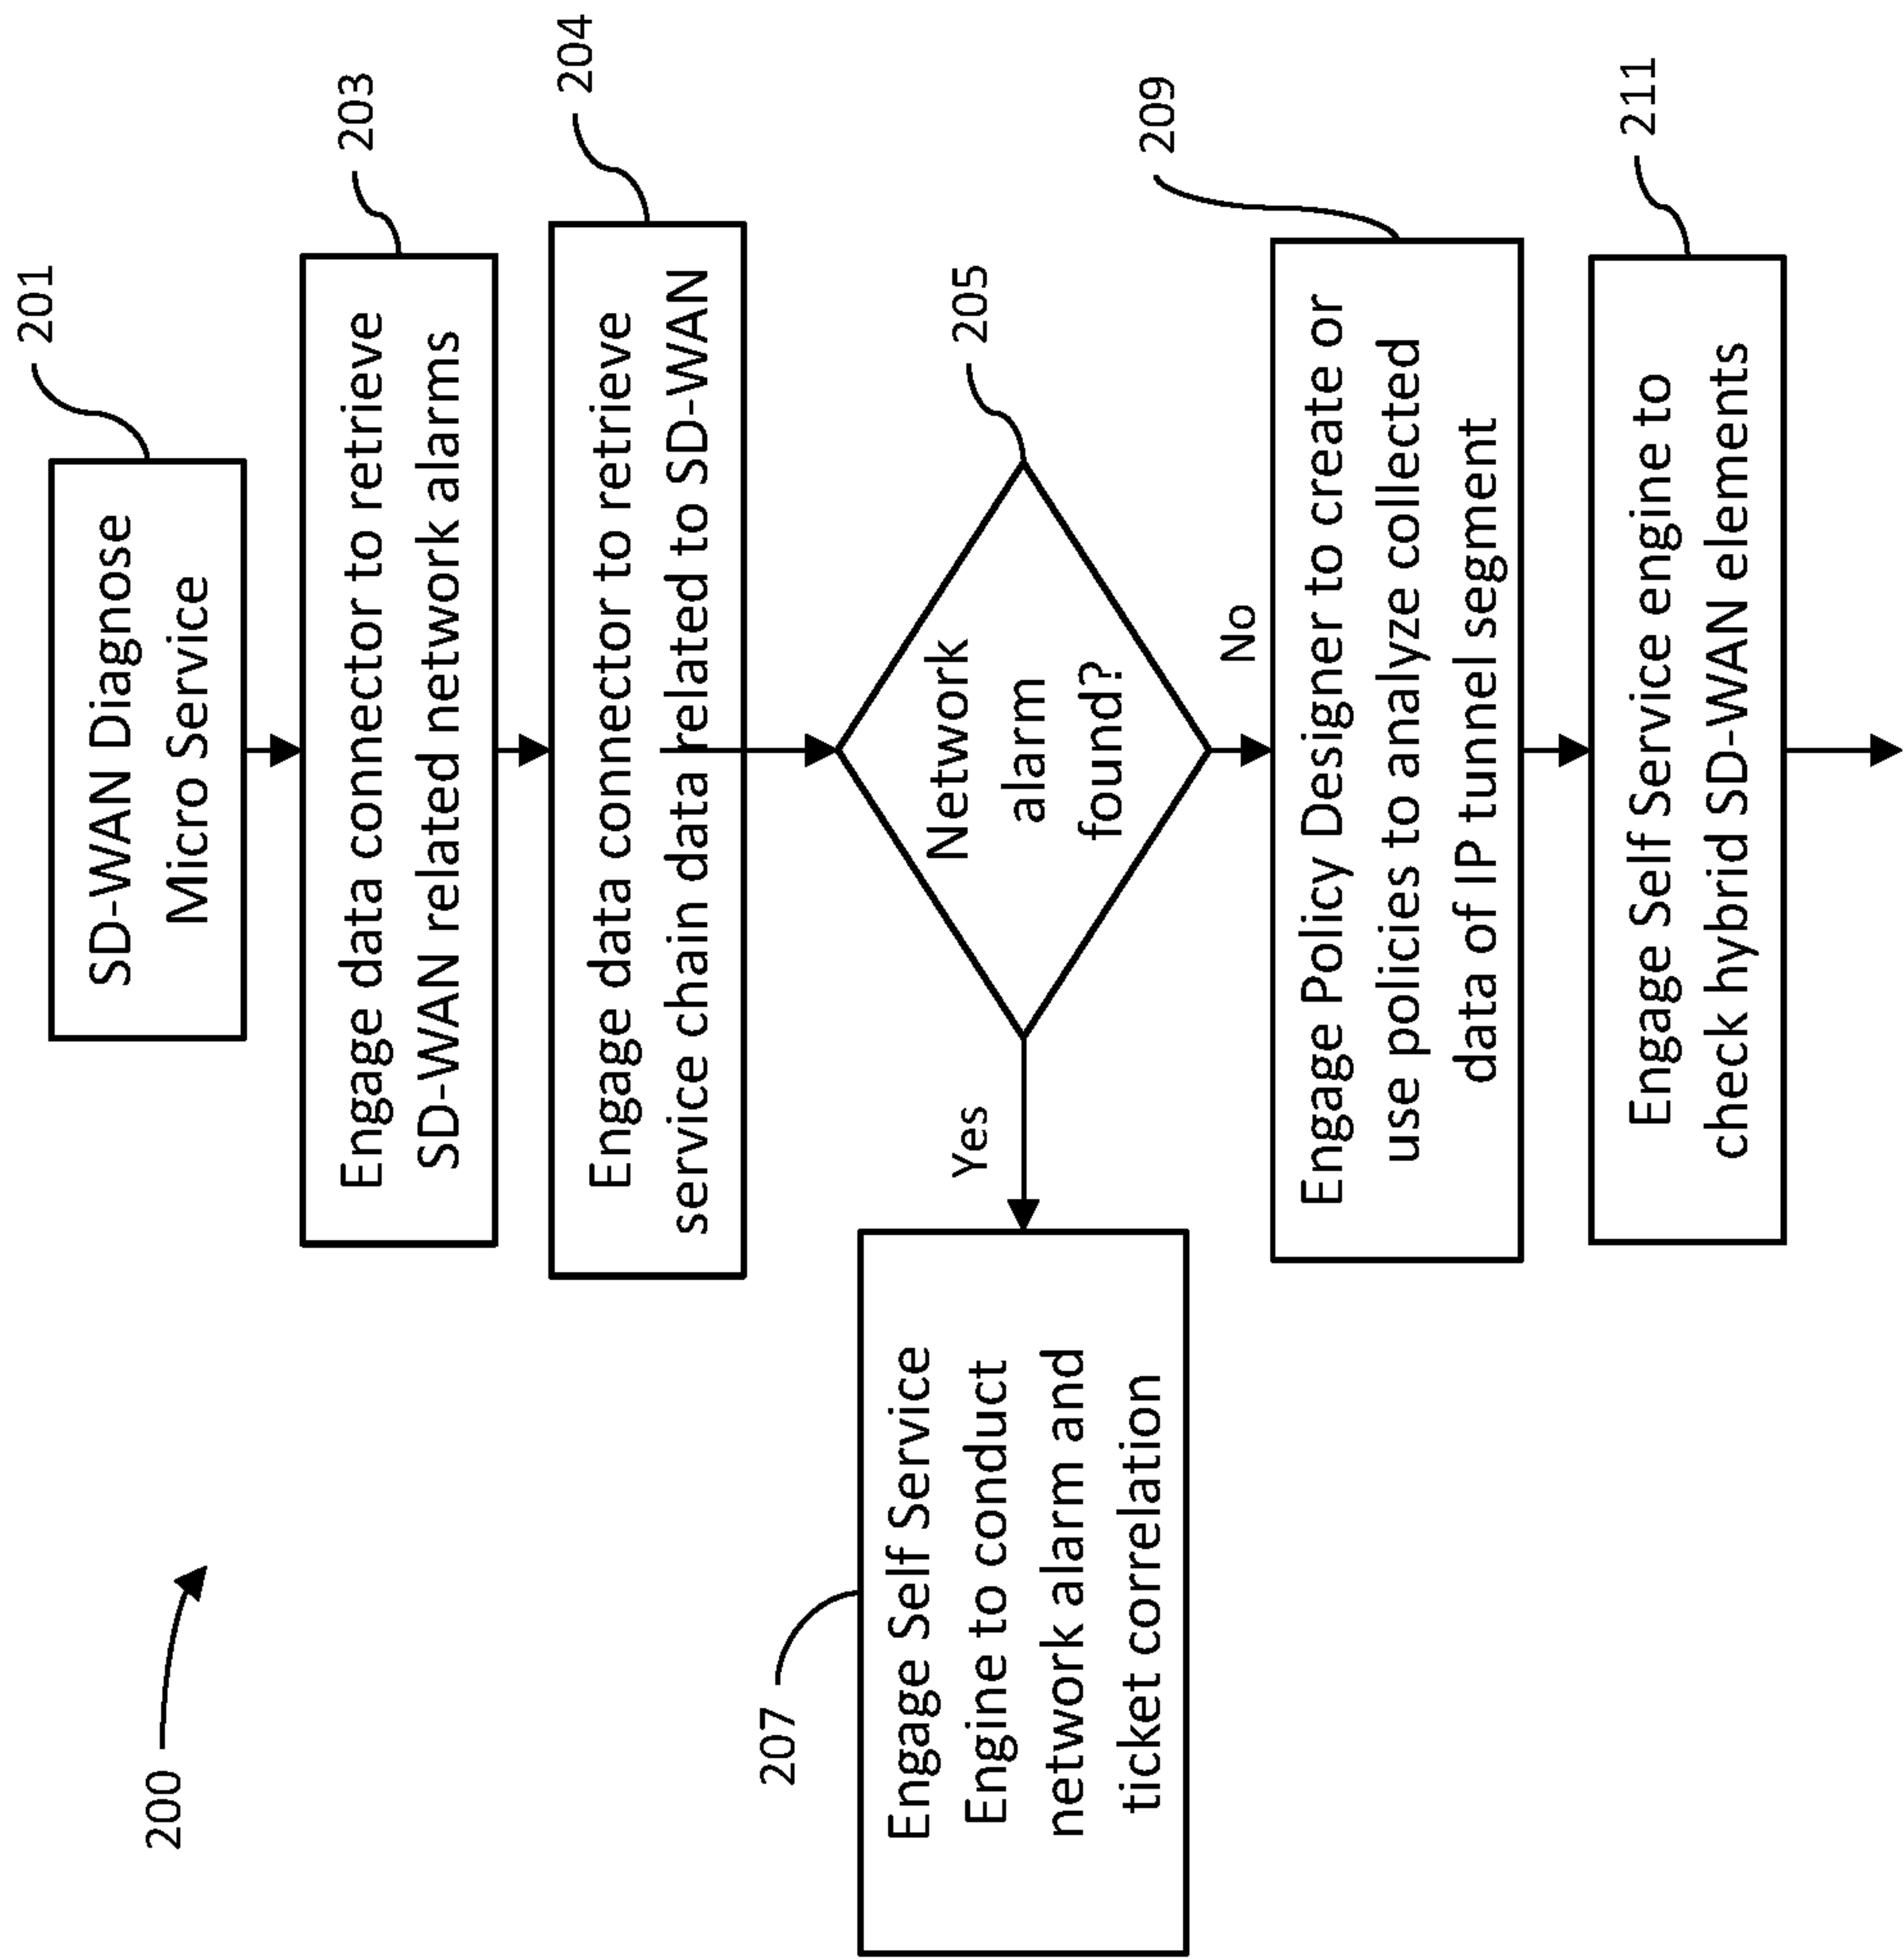 200
201
SD-WAN Diagnose
Micro Service
203
Engage data connector to retrieve
SD-WAN related network alarms
204
Engage data connector to retrieve
service chain data related to SD-WAN
205
Network
alarm
found?
Yes
No
207
Engage Self Service
Engine to conduct
network alarm and
ticket correlation
209
Engage Policy Designer to create or
use policies to analyze collected
data of IP tunnel segment
211
Engage Self Service engine to
check hybrid SD-WAN elements